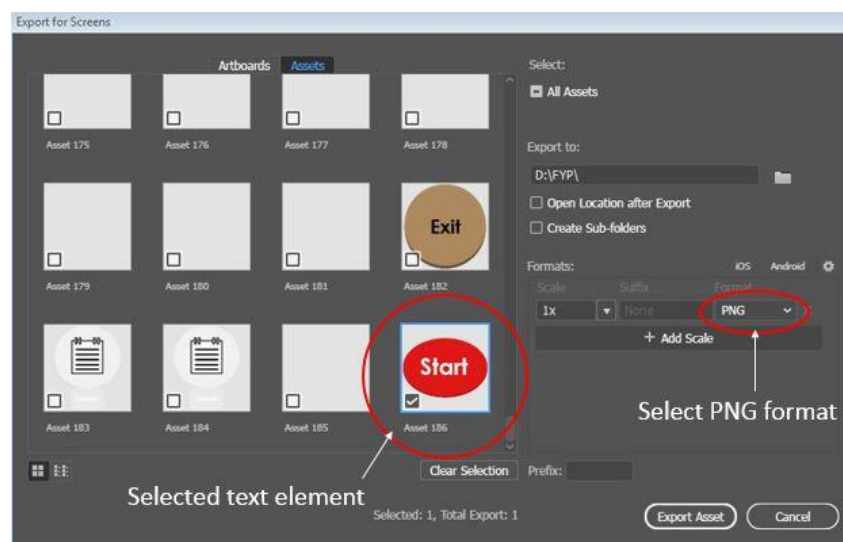 Export for Screens
Artboards Assets
Select:
All Assets
Asset 175 Asset 176 Asset 177 Asset 178
Export to:
D:\FYP\
Open Location after Export
Exit
Create Sub-folders
Asset 179 Asset 180 Asset 181 Asset 182
Formats: iOS Android
Scale Suffix Format
1x None PNG
+ Add Scale
Start
Select PNG format
Asset 183 Asset 184 Asset 185 Asset 186
Clear Selection Prefix:
Selected text element
Selected: 1, Total Export: 1
Export Asset Cancel